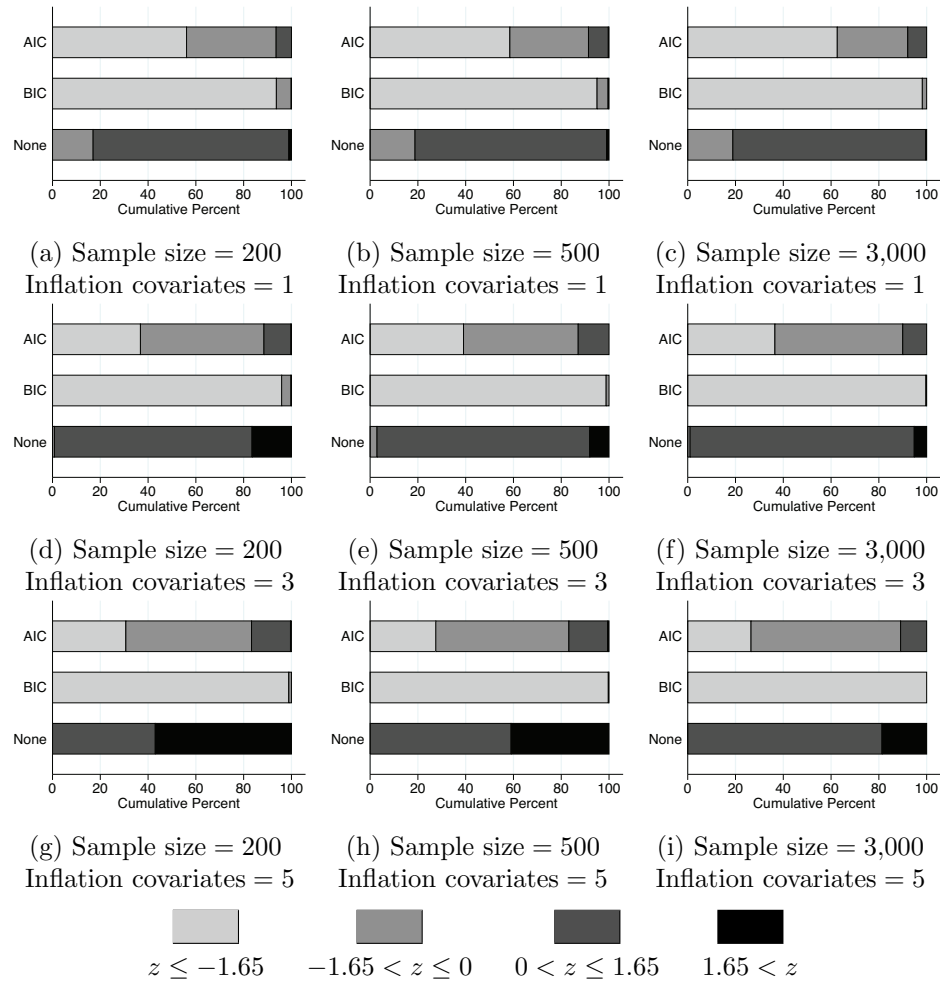 AIC
BIC
None
0 20 40 60 80 100
Cumulative Percent
(a) Sample size = 200
Inflation covariates = 1
AIC
BIC
None
0 20 40 60 80 100
Cumulative Percent
(b) Sample size = 500
Inflation covariates = 1
AIC
BIC
None
0 20 40 60 80 100
Cumulative Percent
(c) Sample size = 3,000
Inflation covariates = 1
AIC
BIC
None
0 20 40 60 80 100
Cumulative Percent
(d) Sample size = 200
Inflation covariates = 3
AIC
BIC
None
0 20 40 60 80 100
Cumulative Percent
(e) Sample size = 500
Inflation covariates = 3
AIC
BIC
None
0 20 40 60 80 100
Cumulative Percent
(f) Sample size = 3,000
Inflation covariates = 3
AIC
BIC
None
0 20 40 60 80 100
Cumulative Percent
(g) Sample size = 200
Inflation covariates = 5
AIC
BIC
None
0 20 40 60 80 100
Cumulative Percent
(h) Sample size = 500
Inflation covariates = 5
AIC
BIC
None
0 20 40 60 80 100
Cumulative Percent
(i) Sample size = 3,000
Inflation covariates = 5
z ≤ −1.65
−1.65 < z ≤ 0
0 < z ≤ 1.65
1.65 < z